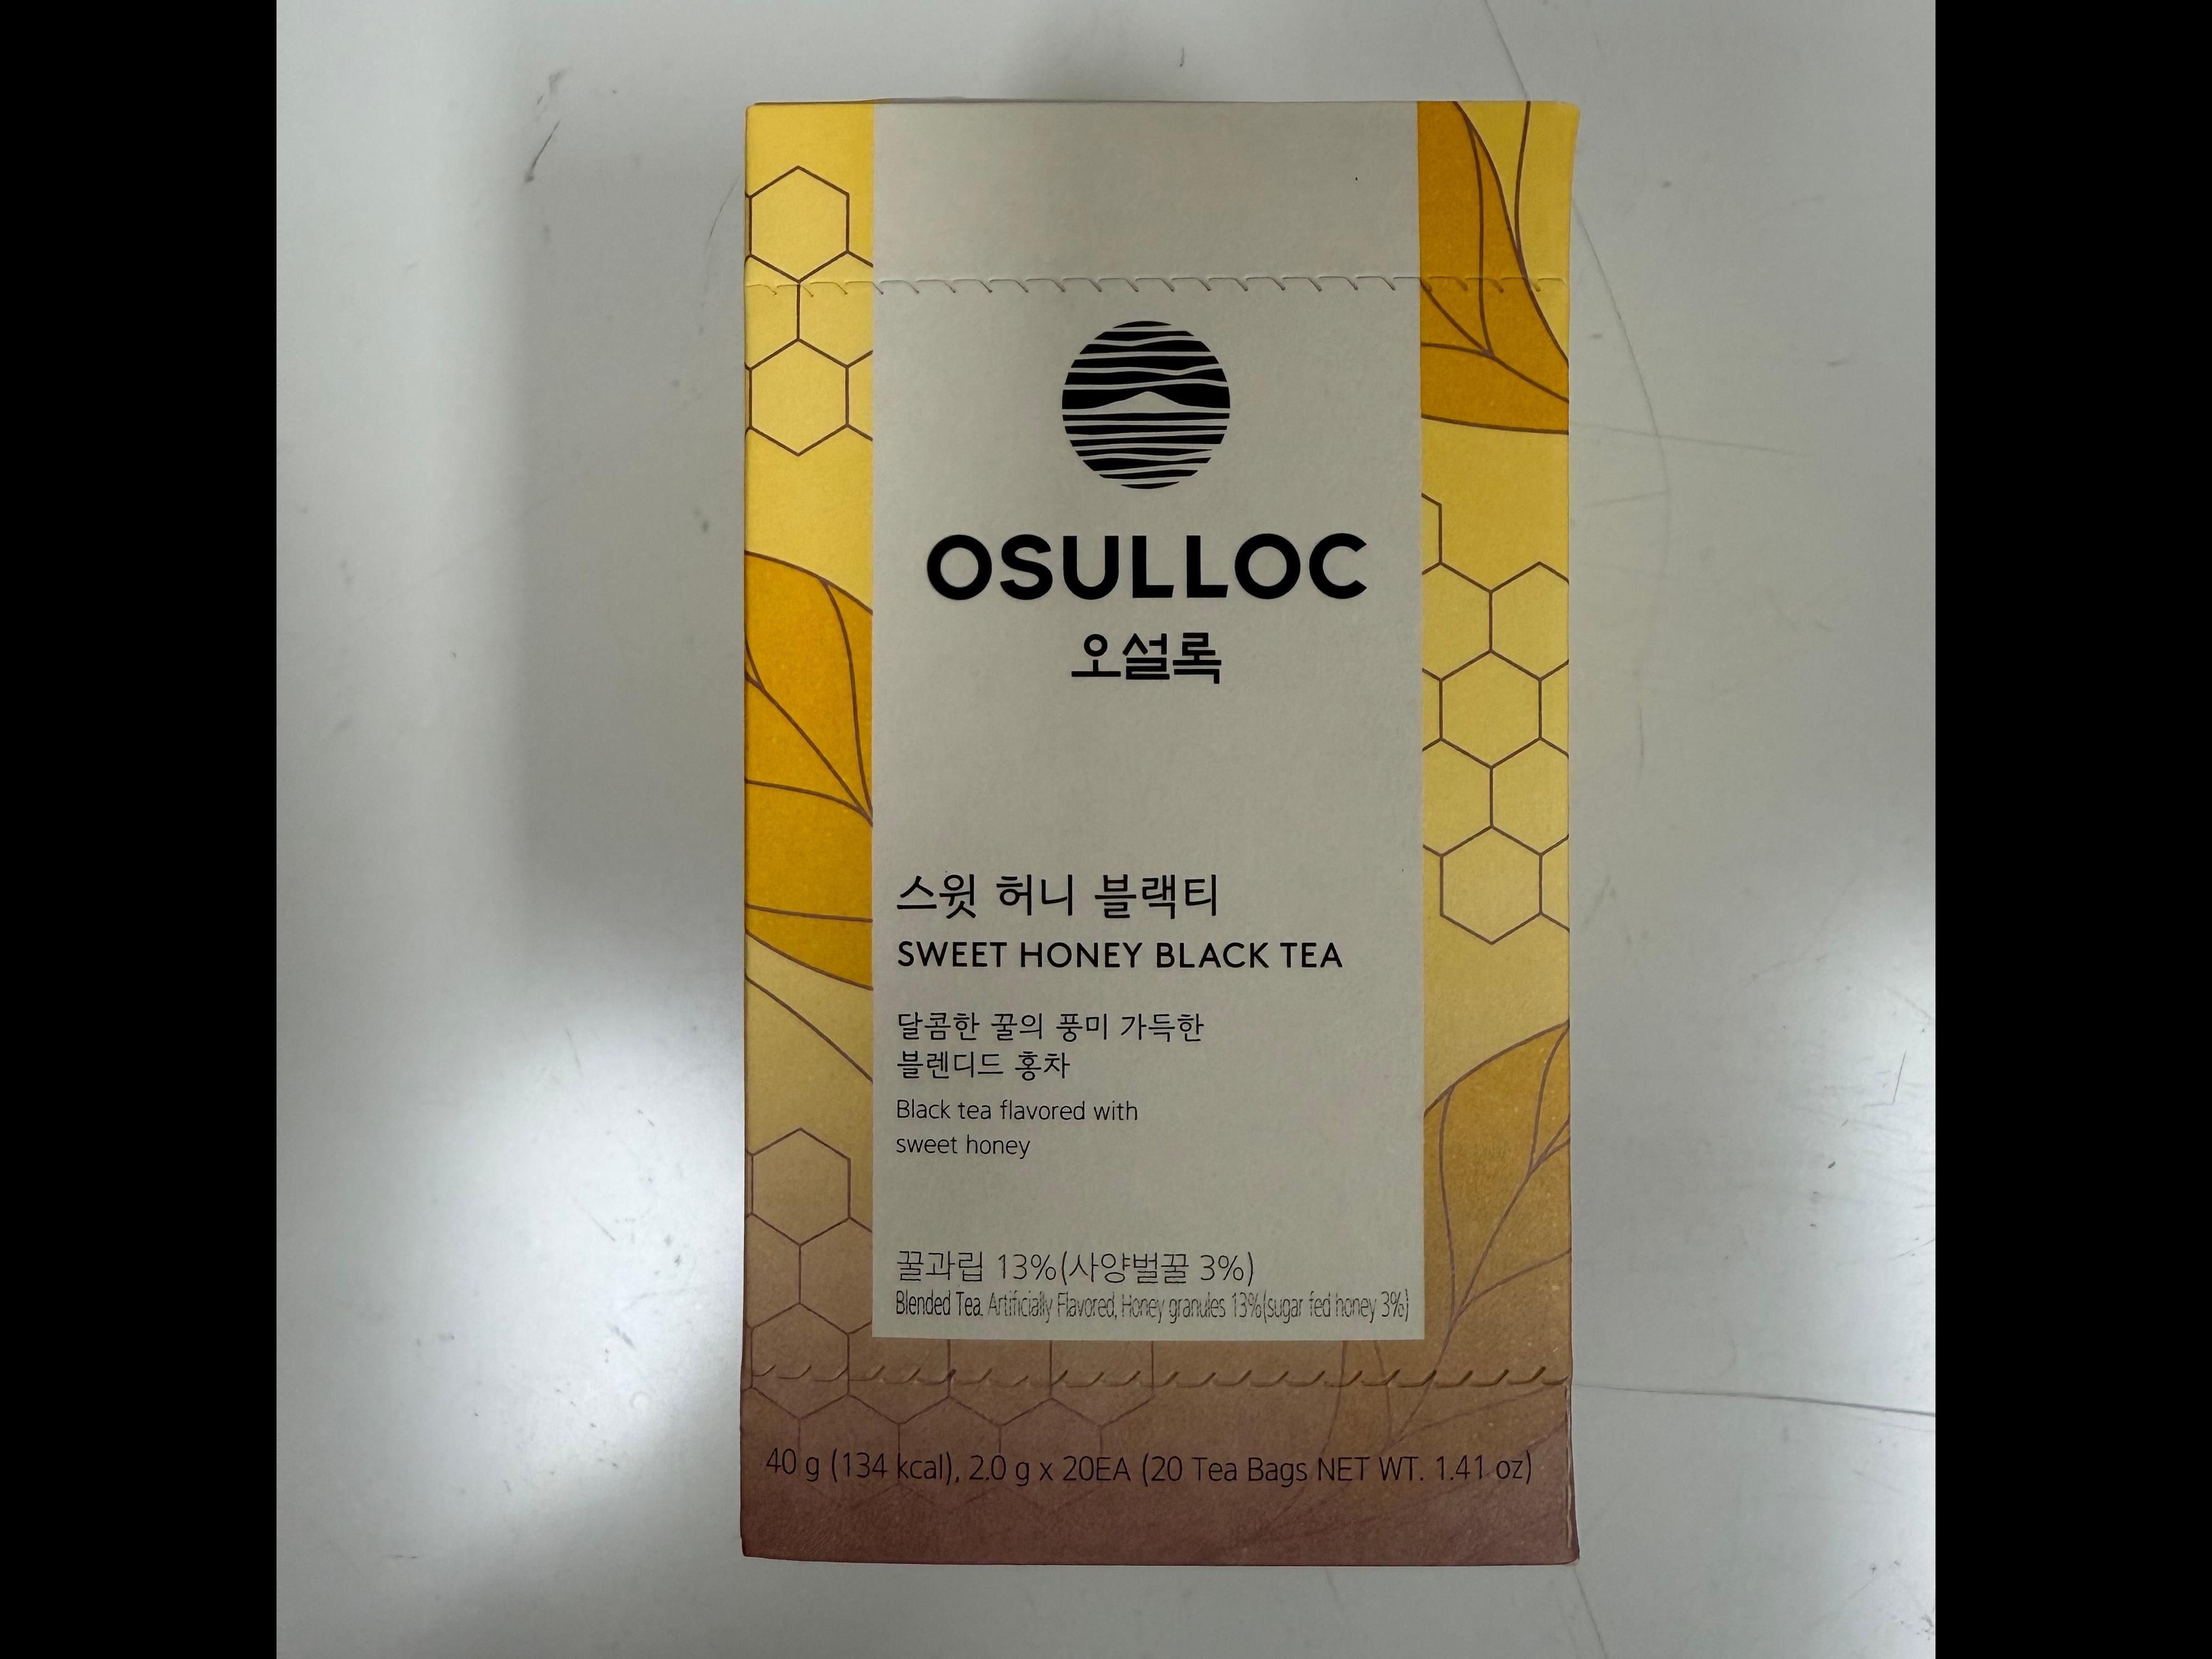 OSULLOC
오설록
스윗 허니 블랙티
SWEET HONEY BLACK TEA
달콤한 꿀의 풍미 가득한
블렌디드 홍차
Black tea flavored with
sweet honey
꿀과립 13%(사양벌꿀 3%)
Blended Tea, Artificially Flavored, Honey granules 13%(sugar fed honey 3%)
40 g (134 kcal), 2.0 g x 20EA (20 Tea Bags NET WT. 1.41 oz)